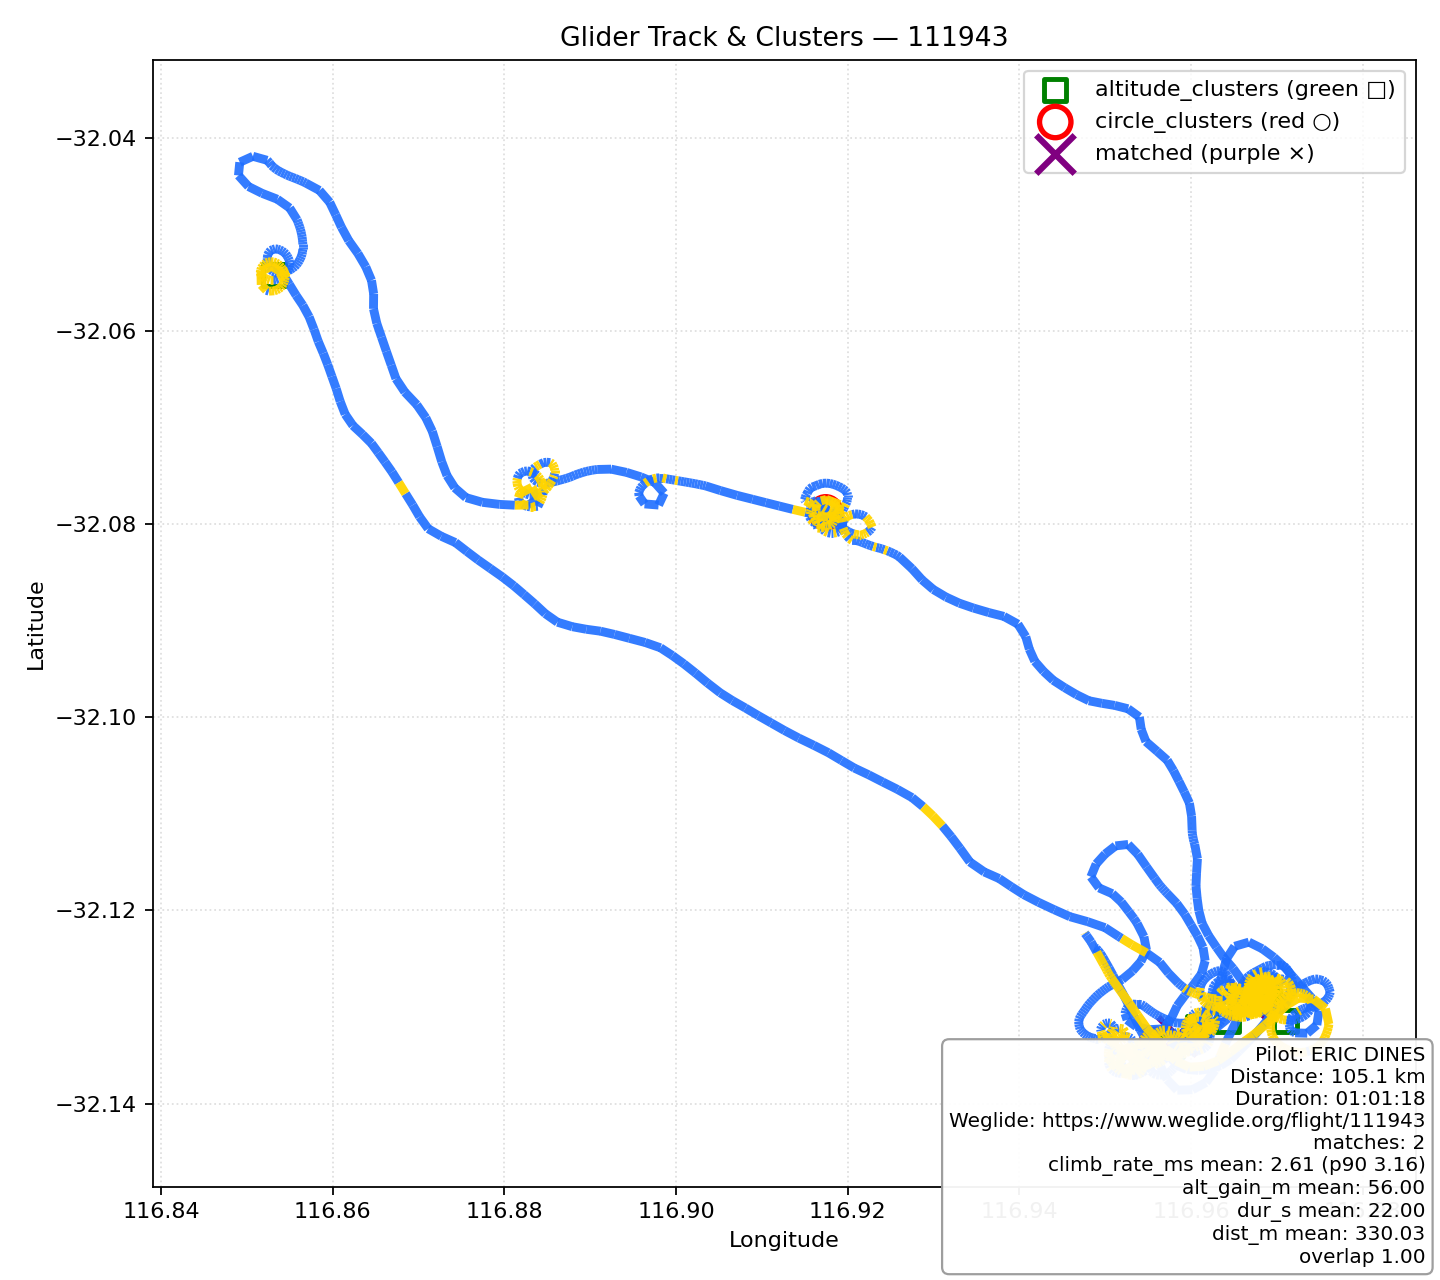 Glider Track & Clusters — 111943
altitude_clusters (green □)
circle_clusters (red ○)
matched (purple ×)
−32.04
−32.06
−32.08
−32.10
−32.12
−32.14
Latitude
116.84
116.86
116.88
116.90
116.92
116.94
116.96
Longitude
Pilot: ERIC DINES
Distance: 105.1 km
Duration: 01:01:18
Weglide: https://www.weglide.org/flight/111943
matches: 2
climb_rate_ms mean: 2.61 (p90 3.16)
alt_gain_m mean: 56.00
dur_s mean: 22.00
dist_m mean: 330.03
overlap 1.00